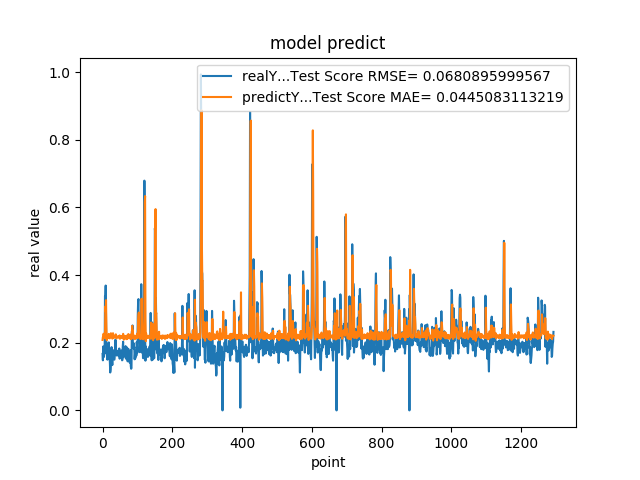 model predict
realY...Test Score RMSE= 0.0680895999567
predictY...Test Score MAE= 0.0445083113219
real value
1.0
0.8
0.6
0.4
0.2
0.0
0 200 400 600 800 1000 1200
point